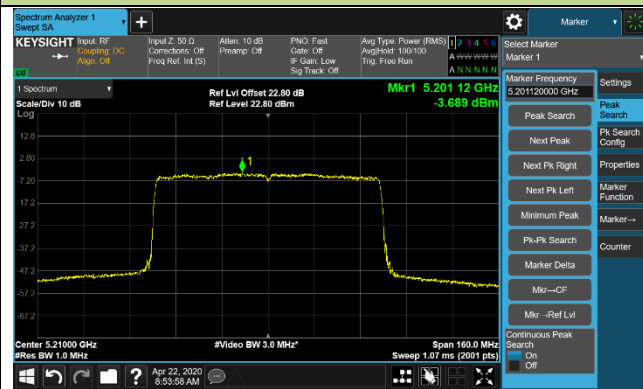 Spectrum Analyzer 1
Swept SA
Marker
KEYSIGHT
Input: RF
Coupling: DC
Align: Off
Input Z: 50 Ω
Corrections: Off
Freq Ref: Int (S)
Atten: 10 dB
Preamp: Off
PNO: Fast
Gate: Off
IF Gain: Low
Sig Track: Off
Avg Type: Power (RMS)
Avg|Hold: 100/100
Trig: Free Run
1 2 3 4 5 6
A W W W W W
A N N N N N
LXI
Select Marker
Marker 1
1 Spectrum
Scale/Div 10 dB
Log
Ref Lvl Offset 22.80 dB
Ref Level 22.80 dBm
Mkr1 5.201 12 GHz
-3.689 dBm
12.8
2.80
-7.20
-17.2
-27.2
-37.2
-47.2
-57.2
-67.2
1
Center 5.21000 GHz
#Res BW 1.0 MHz
#Video BW 3.0 MHz*
Span 160.0 MHz
Sweep 1.07 ms (2001 pts)
Marker Frequency
5.201120000 GHz
Peak Search
Next Peak
Next Pk Right
Next Pk Left
Minimum Peak
Pk-Pk Search
Marker Delta
Mkr→CF
Mkr→Ref Lvl
Continuous Peak
Search
On
Off
Settings
Peak
Search
Pk Search
Config
Properties
Marker
Function
Marker→
Counter
Apr 22, 2020
8:53:58 AM